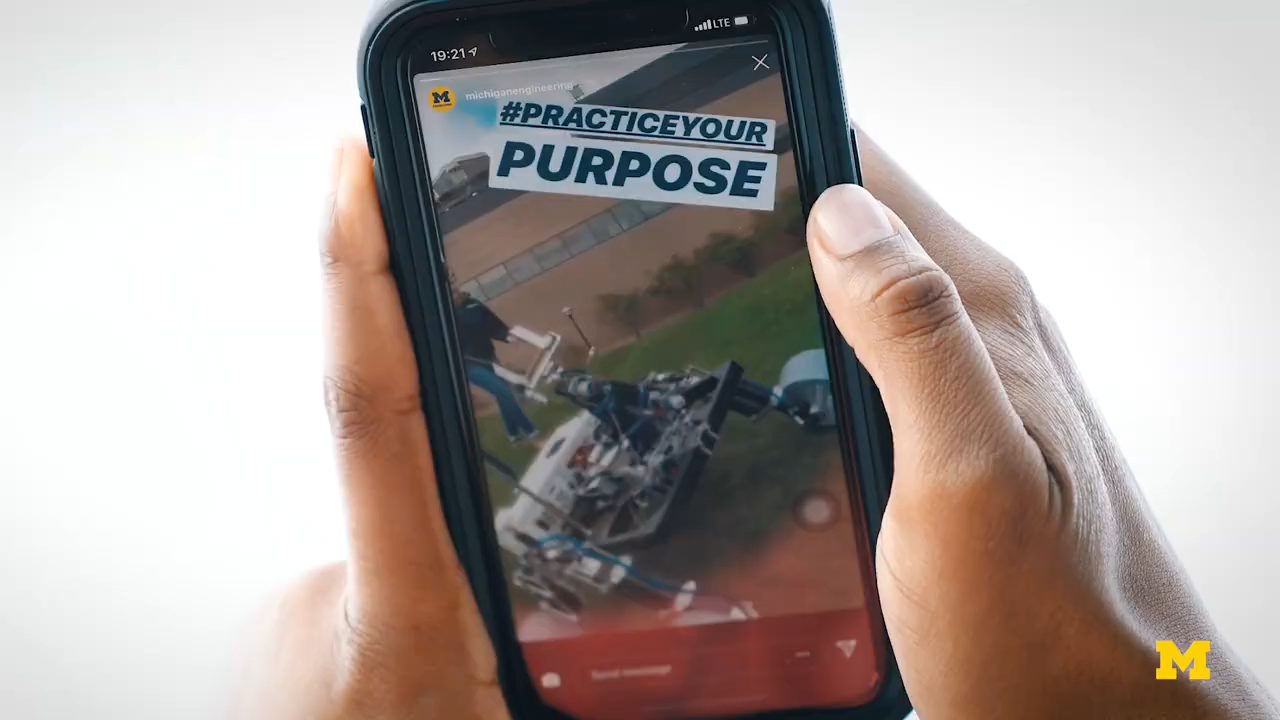 19:21
LTE
M
michiganengineering
#PRACTICEYOUR
PURPOSE
Send message
M